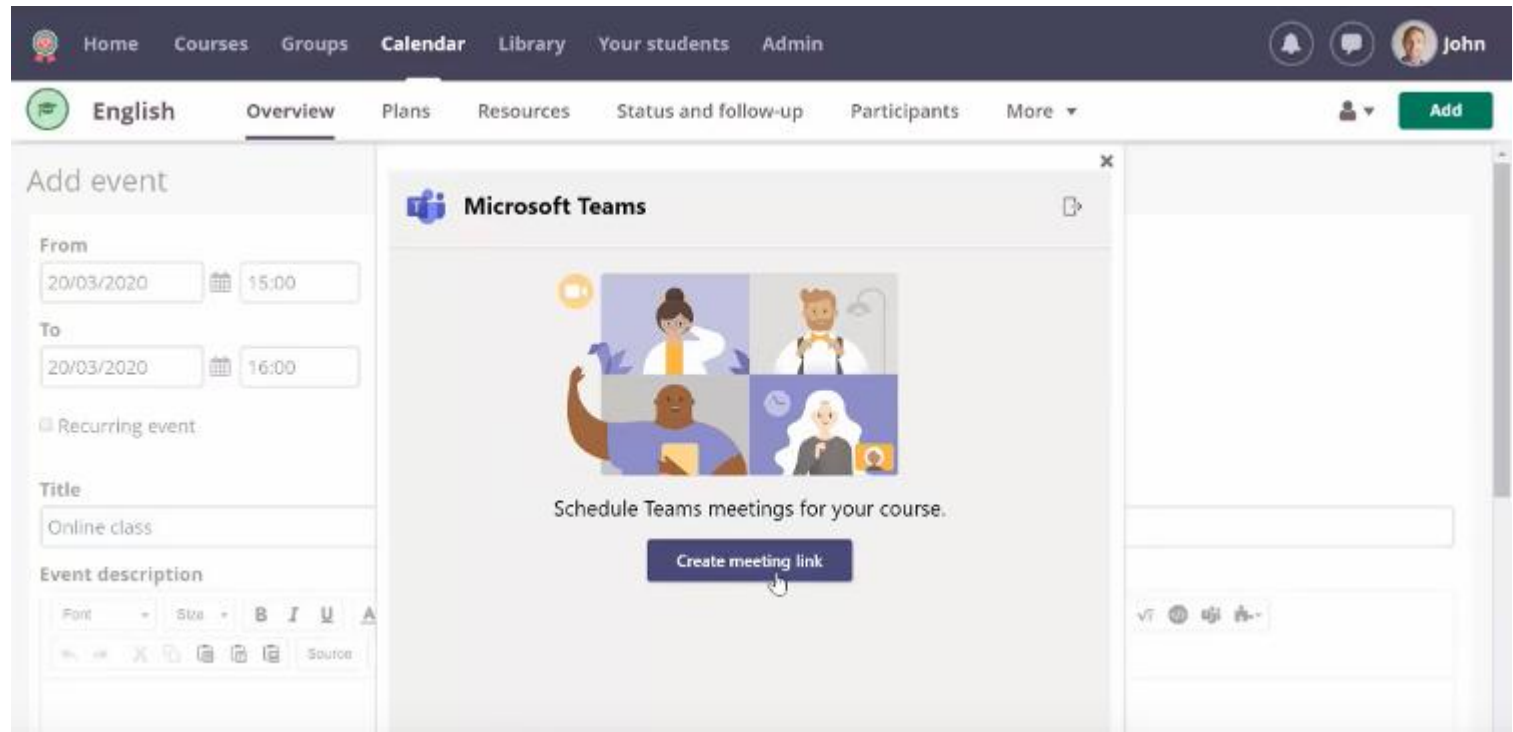 Home Courses Groups Calendar Library Your students Admin John
English Overview Plans Resources Status and follow-up Participants More Add
Add event
Microsoft Teams
From
20/03/2020 15:00
To
20/03/2020 16:00
Recurring event
Schedule Teams meetings for your course.
Title
Online class
Create meeting link
Event description
Font Size B I U A
Source